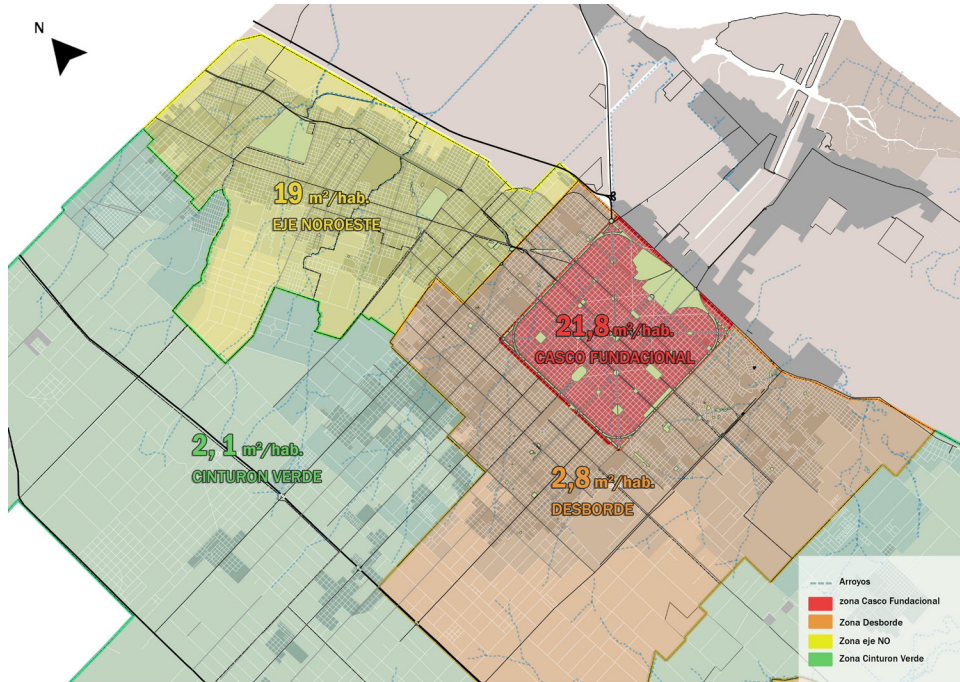 N
19 m²/hab.
EJE NOROESTE
21,8 m²/hab.
CASCO FUNDACIONAL
2, 1 m²/hab.
CINTURON VERDE
2,8 m²/hab.
DESBORDE
Arroyos
zona Casco Fundacional
Zona Desborde
Zona eje NO
Zona Cinturon Verde